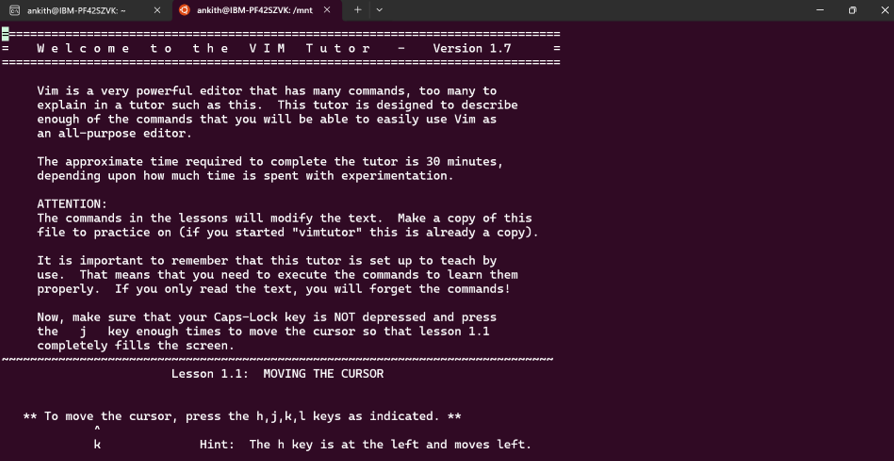 ankith@IBM-PF42SZVK: ~
ankith@IBM-PF42SZVK: /mnt
===============================================================================
=    W e l c o m e   t o   t h e   V I M   T u t o r    -    Version 1.7      =
===============================================================================
Vim is a very powerful editor that has many commands, too many to
explain in a tutor such as this.  This tutor is designed to describe
enough of the commands that you will be able to easily use Vim as
an all-purpose editor.
The approximate time required to complete the tutor is 30 minutes,
depending upon how much time is spent with experimentation.
ATTENTION:
The commands in the lessons will modify the text.  Make a copy of this
file to practice on (if you started "vimtutor" this is already a copy).
It is important to remember that this tutor is set up to teach by
use.  That means that you need to execute the commands to learn them
properly.  If you only read the text, you will forget the commands!
Now, make sure that your Caps-Lock key is NOT depressed and press
the   j   key enough times to move the cursor so that lesson 1.1
completely fills the screen.
~~~~~~~~~~~~~~~~~~~~~~~~~~~~~~~~~~~~~~~~~~~~~~~~~~~~~~~~~~~~~~~~~~~~~~~~~~~~~~
Lesson 1.1:  MOVING THE CURSOR
** To move the cursor, press the h,j,k,l keys as indicated. **
^
k              Hint:  The h key is at the left and moves left.